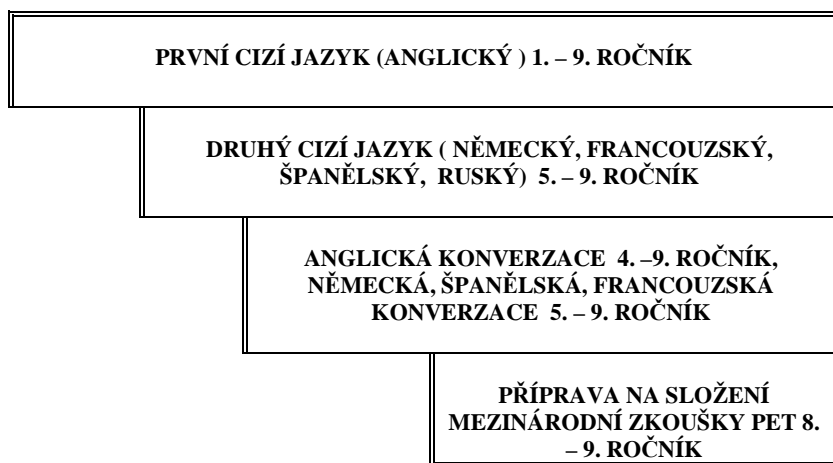 PRVNÍ CIZÍ JAZYK (ANGLICKÝ ) 1. – 9. ROČNÍK
DRUHÝ CIZÍ JAZYK ( NĚMECKÝ, FRANCOUZSKÝ,
ŠPANĚLSKÝ, RUSKÝ) 5. – 9. ROČNÍK
ANGLICKÁ KONVERZACE 4. –9. ROČNÍK,
NĚMECKÁ, ŠPANĚLSKÁ, FRANCOUZSKÁ
KONVERZACE 5. – 9. ROČNÍK
PŘÍPRAVA NA SLOŽENÍ
MEZINÁRODNÍ ZKOUŠKY PET 8.
– 9. ROČNÍK